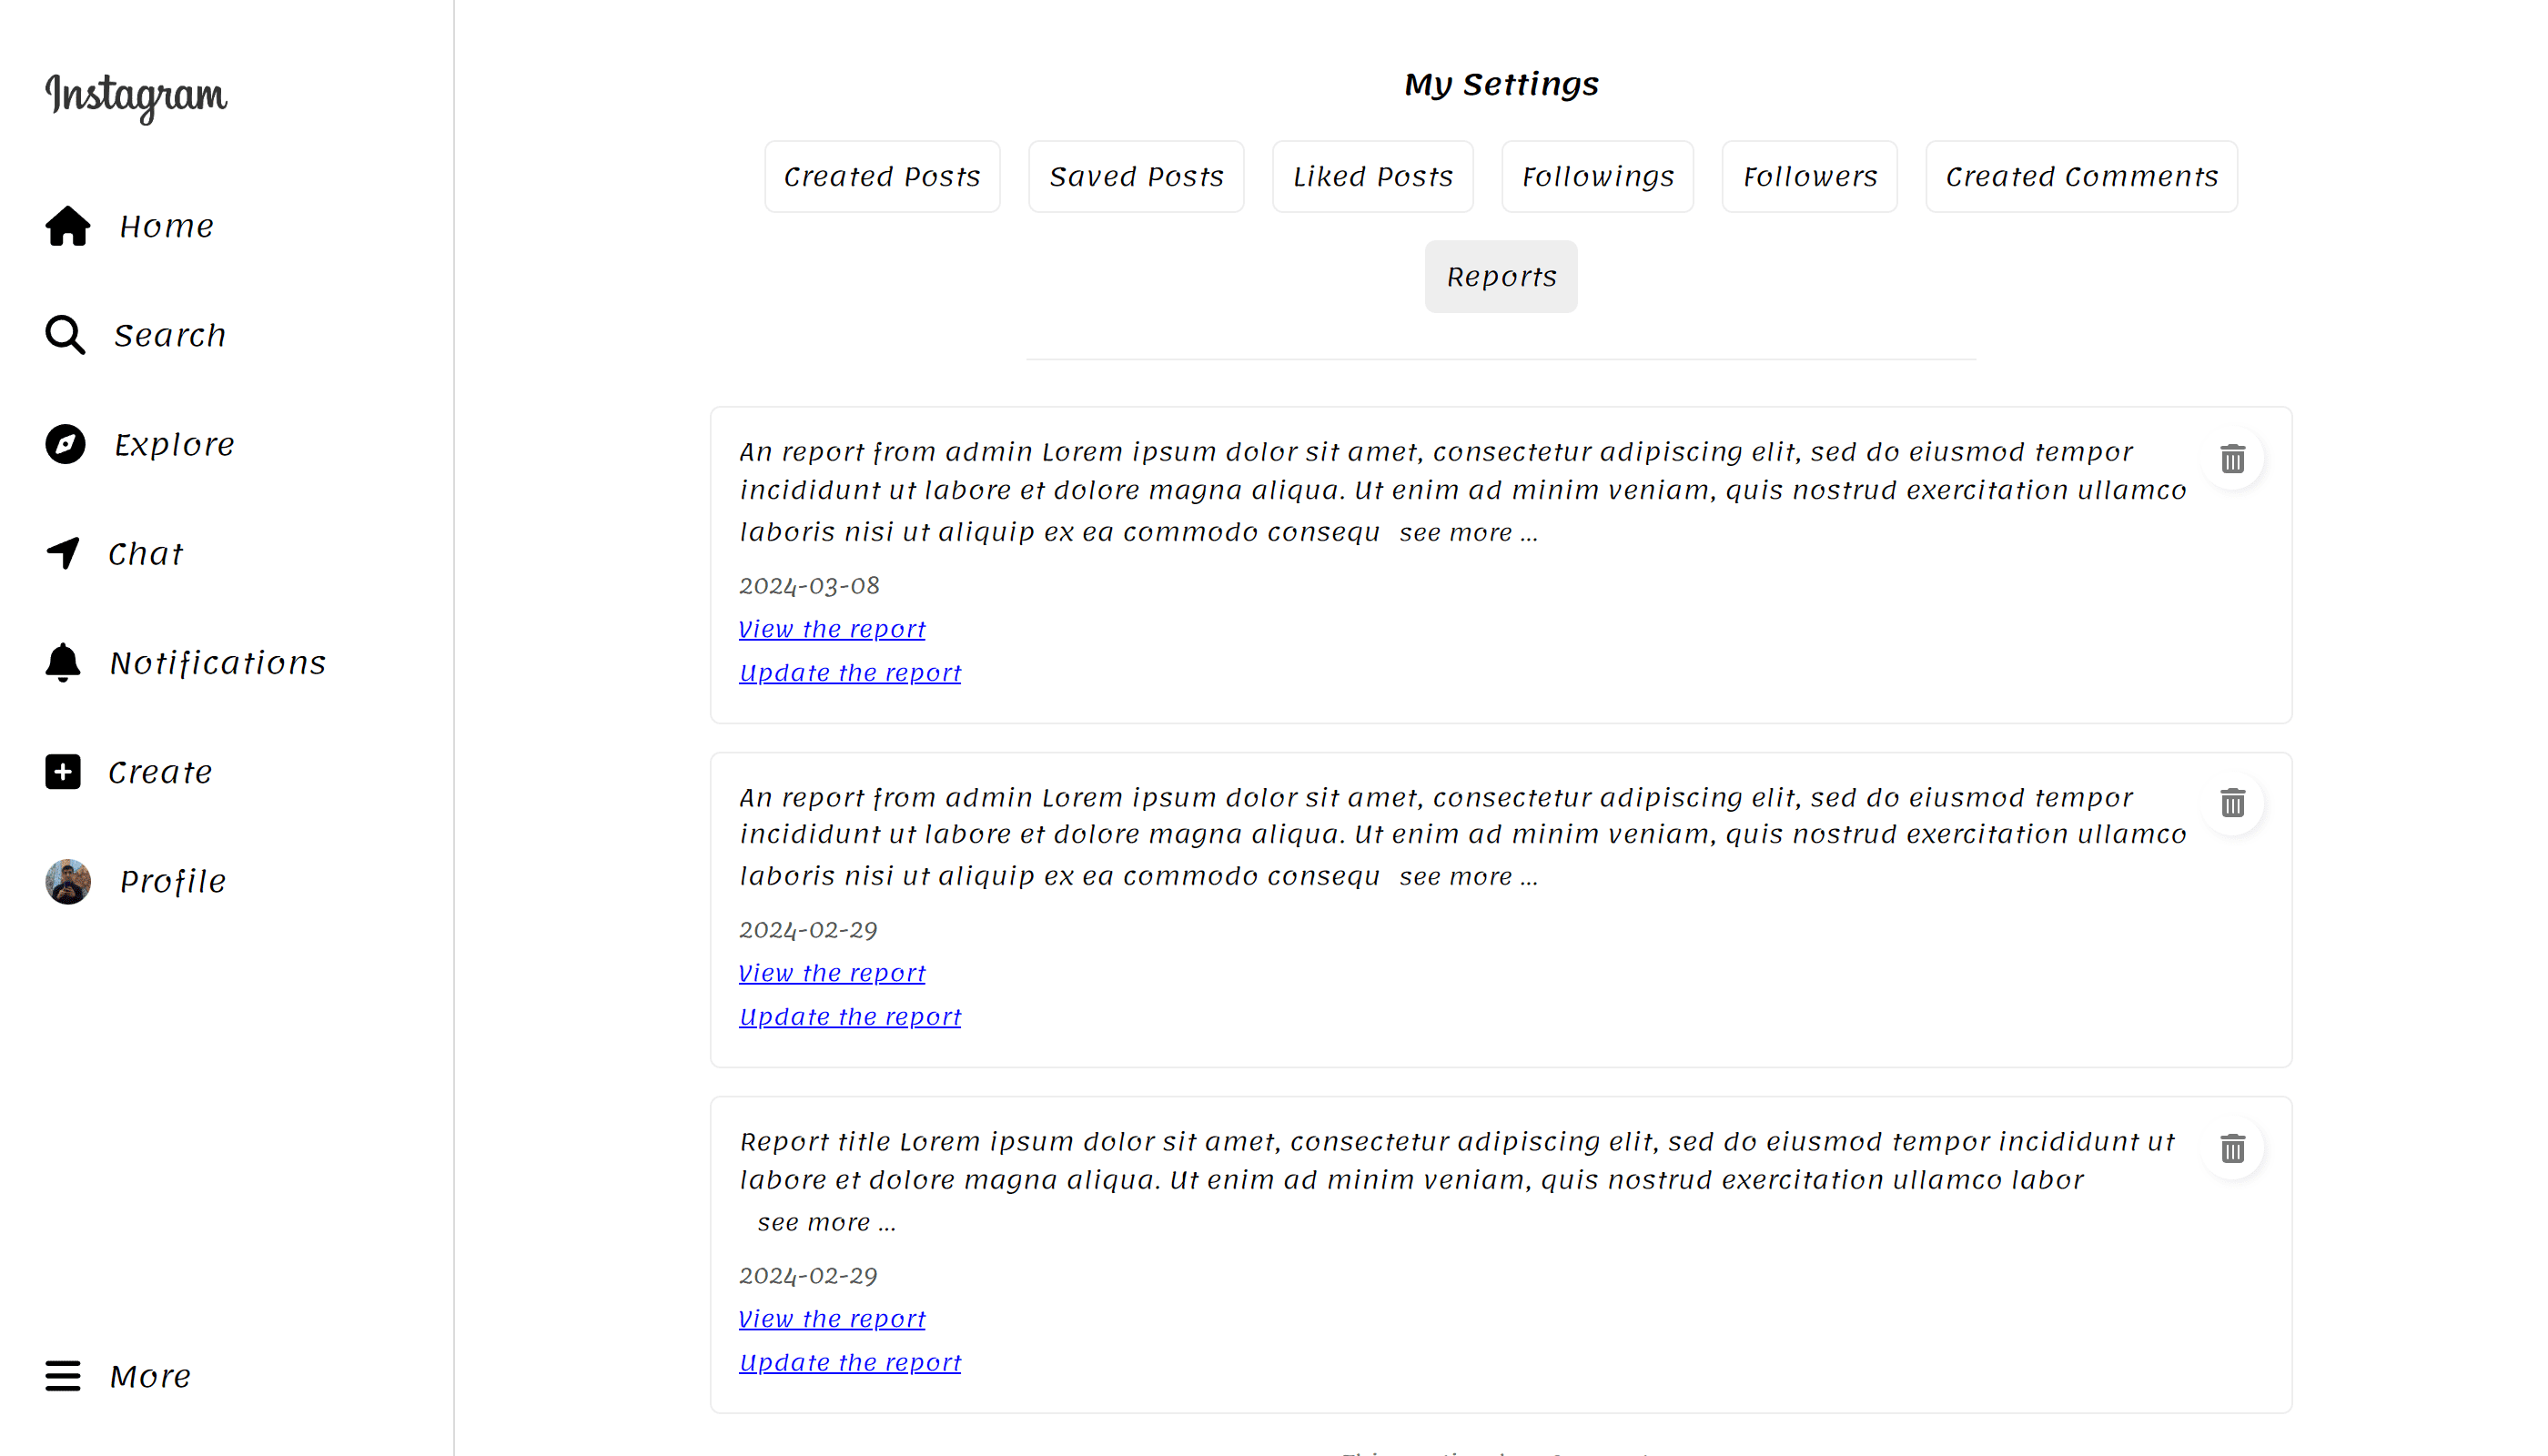 Instagram
Home
Search
Explore
Chat
Notifications
Create
Profile
More
My Settings
Created Posts
Saved Posts
Liked Posts
Followings
Followers
Created Comments
Reports
An report from admin Lorem ipsum dolor sit amet, consectetur adipiscing elit, sed do eiusmod tempor
incididunt ut labore et dolore magna aliqua. Ut enim ad minim veniam, quis nostrud exercitation ullamco
laboris nisi ut aliquip ex ea commodo consequ see more ...
2024-03-08
View the report
Update the report
An report from admin Lorem ipsum dolor sit amet, consectetur adipiscing elit, sed do eiusmod tempor
incididunt ut labore et dolore magna aliqua. Ut enim ad minim veniam, quis nostrud exercitation ullamco
laboris nisi ut aliquip ex ea commodo consequ see more ...
2024-02-29
View the report
Update the report
Report title Lorem ipsum dolor sit amet, consectetur adipiscing elit, sed do eiusmod tempor incididunt ut
labore et dolore magna aliqua. Ut enim ad minim veniam, quis nostrud exercitation ullamco labor
see more ...
2024-02-29
View the report
Update the report